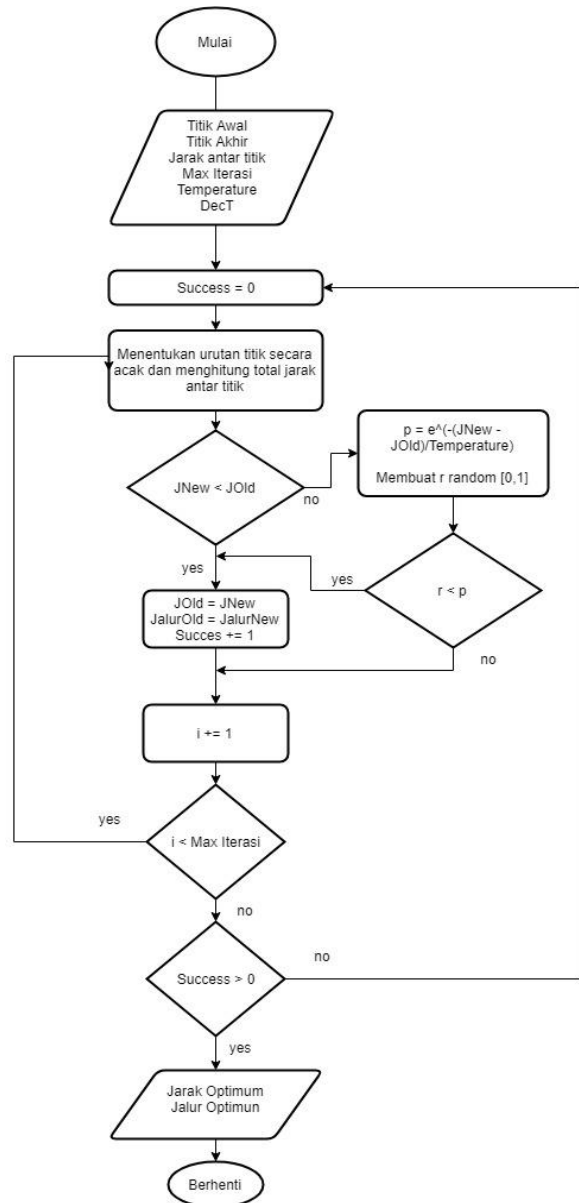 Mulai
Titik Awal
Titik Akhir
Jarak antar titik
Max Iterasi
Temperature
DecT
Success = 0
Menentukan urutan titik secara
acak dan menghitung total jarak
antar titik
JNew < JOld
no
p = e^(-(JNew -
JOld)/Temperature)
Membuat r random [0,1]
r < p
yes
yes
no
JOld = JNew
JalurOld = JalurNew
Succes += 1
i += 1
i < Max Iterasi
yes
no
Success > 0
no
yes
Jarak Optimum
Jalur Optimun
Berhenti